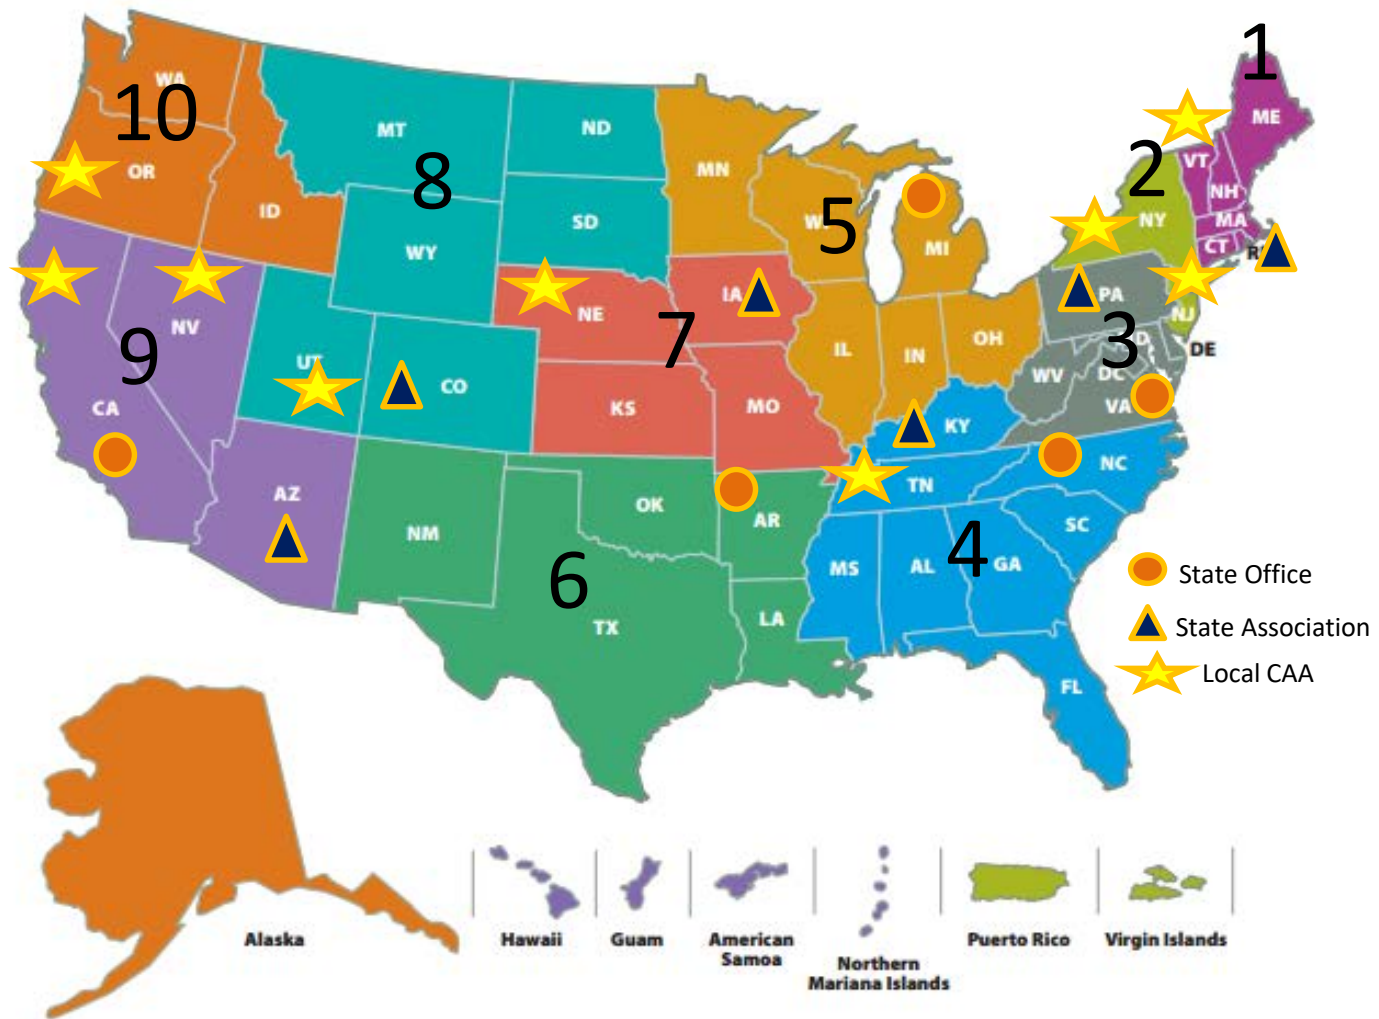 1
WA
10
ME
MT
ND
8
VT
2
MN
OR
NH
ID
SD
5
NY
MA
WY
MI
CT
IA
PA
NE
7
NJ
NV
9
3
DE
IL
IN
OH
UT
CO
WV
DC
CA
KS
MO
VA
KY
NC
AZ
TN
OK
NM
AR
SC
6
4
MS
AL
GA
State Office
LA
TX
State Association
Local CAA
FL
Alaska
Hawaii
Guam
American
Samoa
Northern
Mariana Islands
Puerto Rico
Virgin Islands